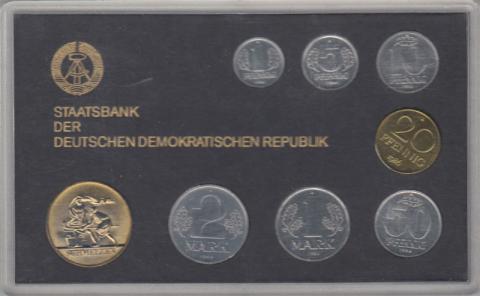 1
5
10
STAATSBANK
DER
DEUTSCHEN DEMOKRATISCHEN REPUBLIK
20
PFENNIG
2
MARK
1
MARK
50
PFENNIG